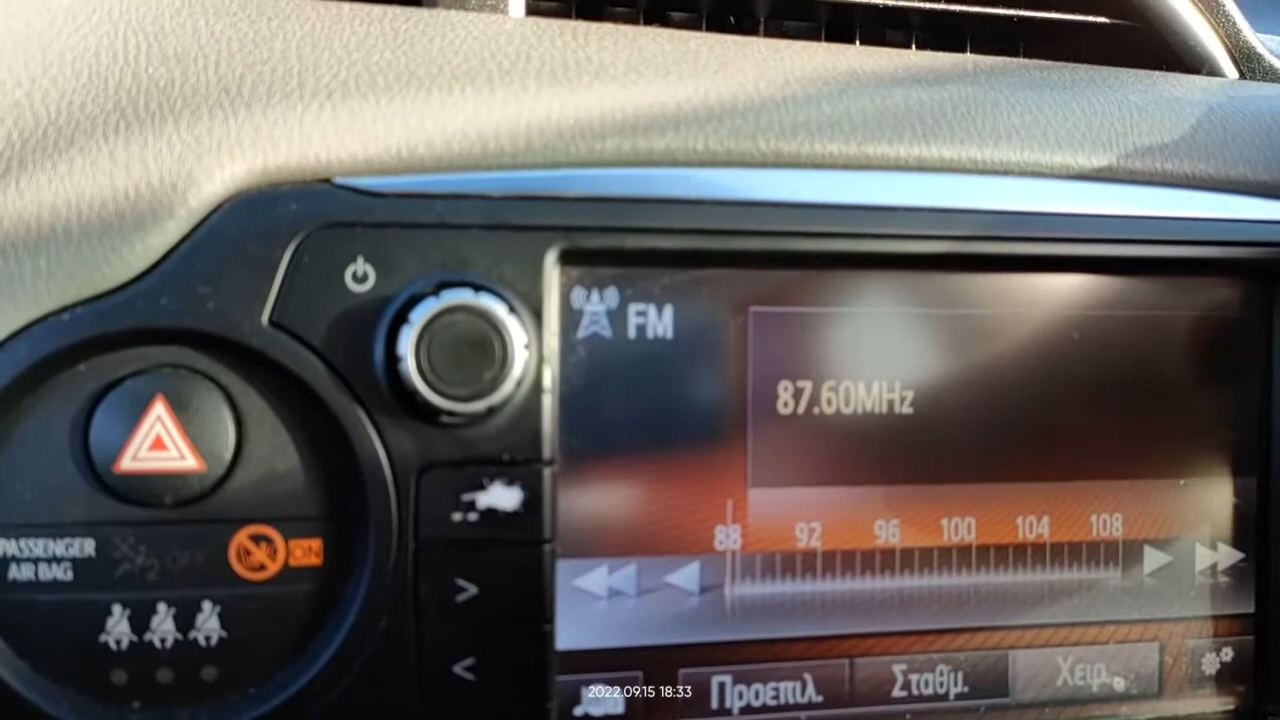 FM
87.60MHz
88 92 96 100 104 108
PASSENGER
AIR BAG
2 OFF
ON
>
<
Προεπιλ.
Σταθμ.
Χειρ.
2022.09.15 18:33